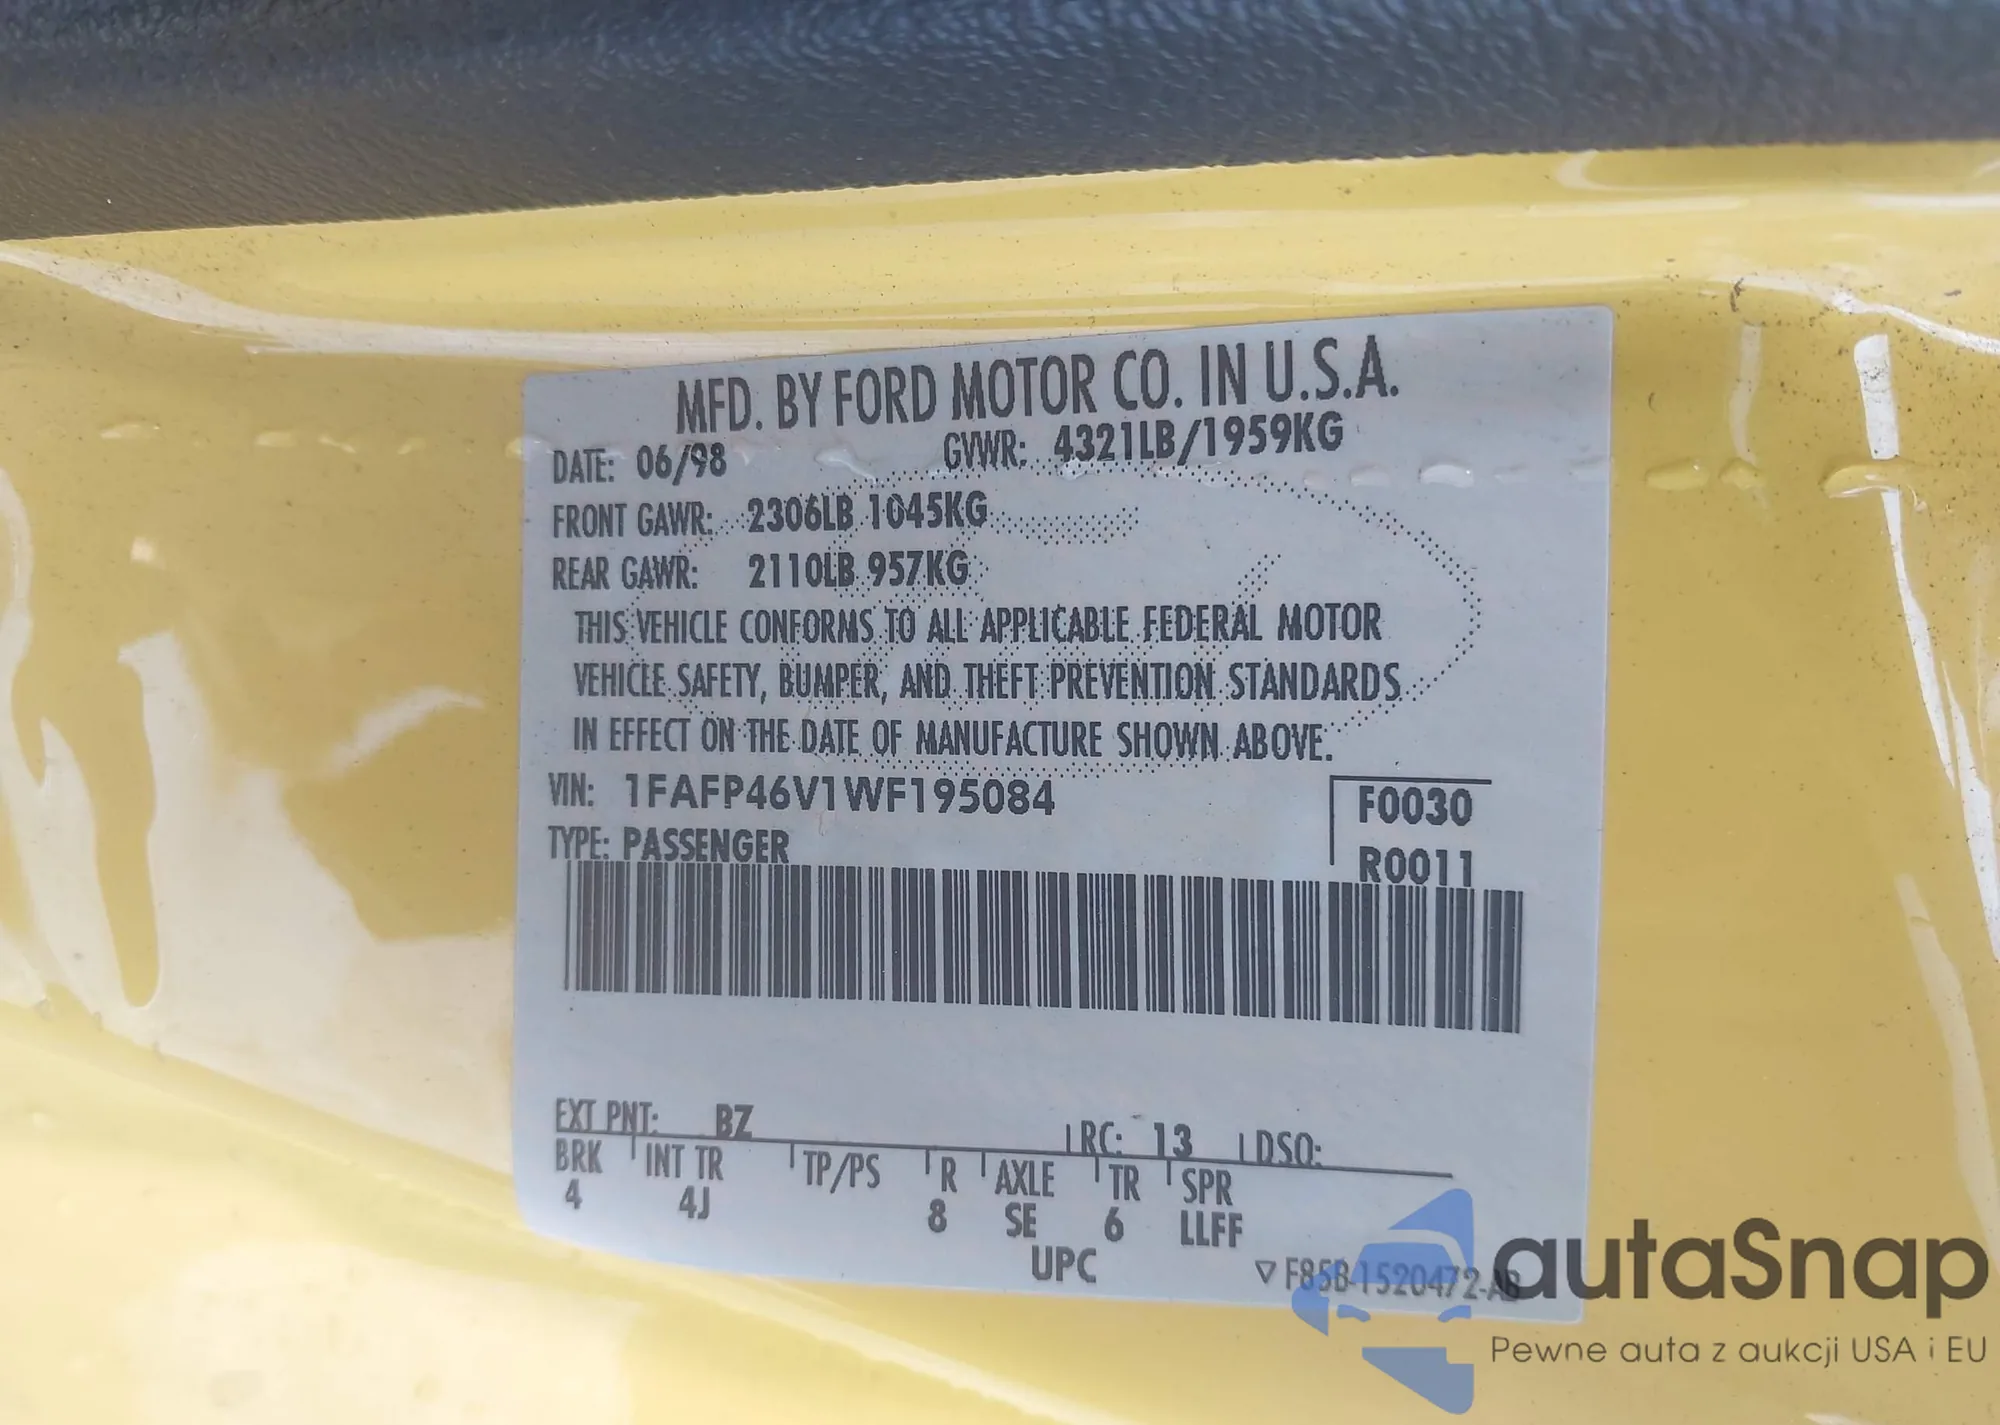 MFD. BY FORD MOTOR CO. IN U.S.A.
DATE: 06/98 GVWR: 4321LB/1959KG
FRONT GAWR: 2306LB 1045KG
REAR GAWR: 2110LB 957KG
THIS VEHICLE CONFORMS TO ALL APPLICABLE FEDERAL MOTOR
VEHICLE SAFETY, BUMPER, AND THEFT PREVENTION STANDARDS
IN EFFECT ON THE DATE OF MANUFACTURE SHOWN ABOVE.
VIN: 1FAFP46V1WF195084
F0030
TYPE: PASSENGER
R0011
EXT PNT: BZ RC: 13 DSO:
BRK INT TR TP/PS R AXLE TR SPR
4 4J 8 SE 6 LLFF
UPC
▽ F85B-1520472-AB
autaSnap
Pewne auta z aukcji USA i EU